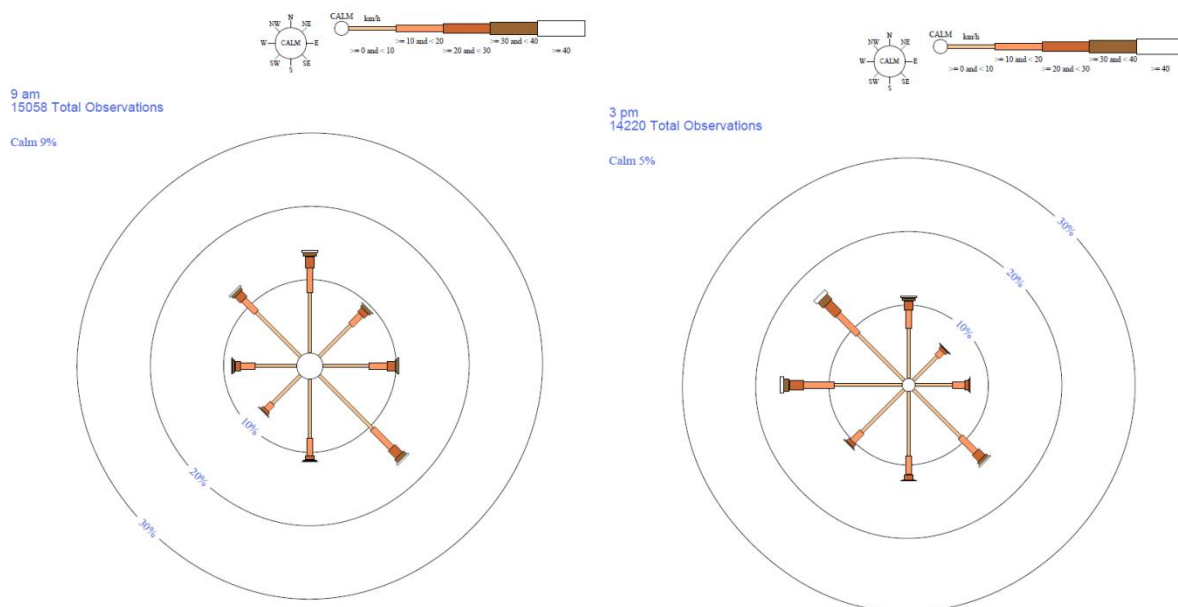 CALM km/h
N
NW NE
W CALM E
SW SE
S
>= 10 and < 20 >= 30 and < 40
>= 0 and < 10 >= 20 and < 30 >= 40
9 am
15058 Total Observations
Calm 9%
10%
20%
30%
CALM km/h
N
NW NE
W CALM E
SW SE
S
>= 10 and < 20 >= 30 and < 40
>= 0 and < 10 >= 20 and < 30 >= 40
3 pm
14220 Total Observations
Calm 5%
30%
20%
10%